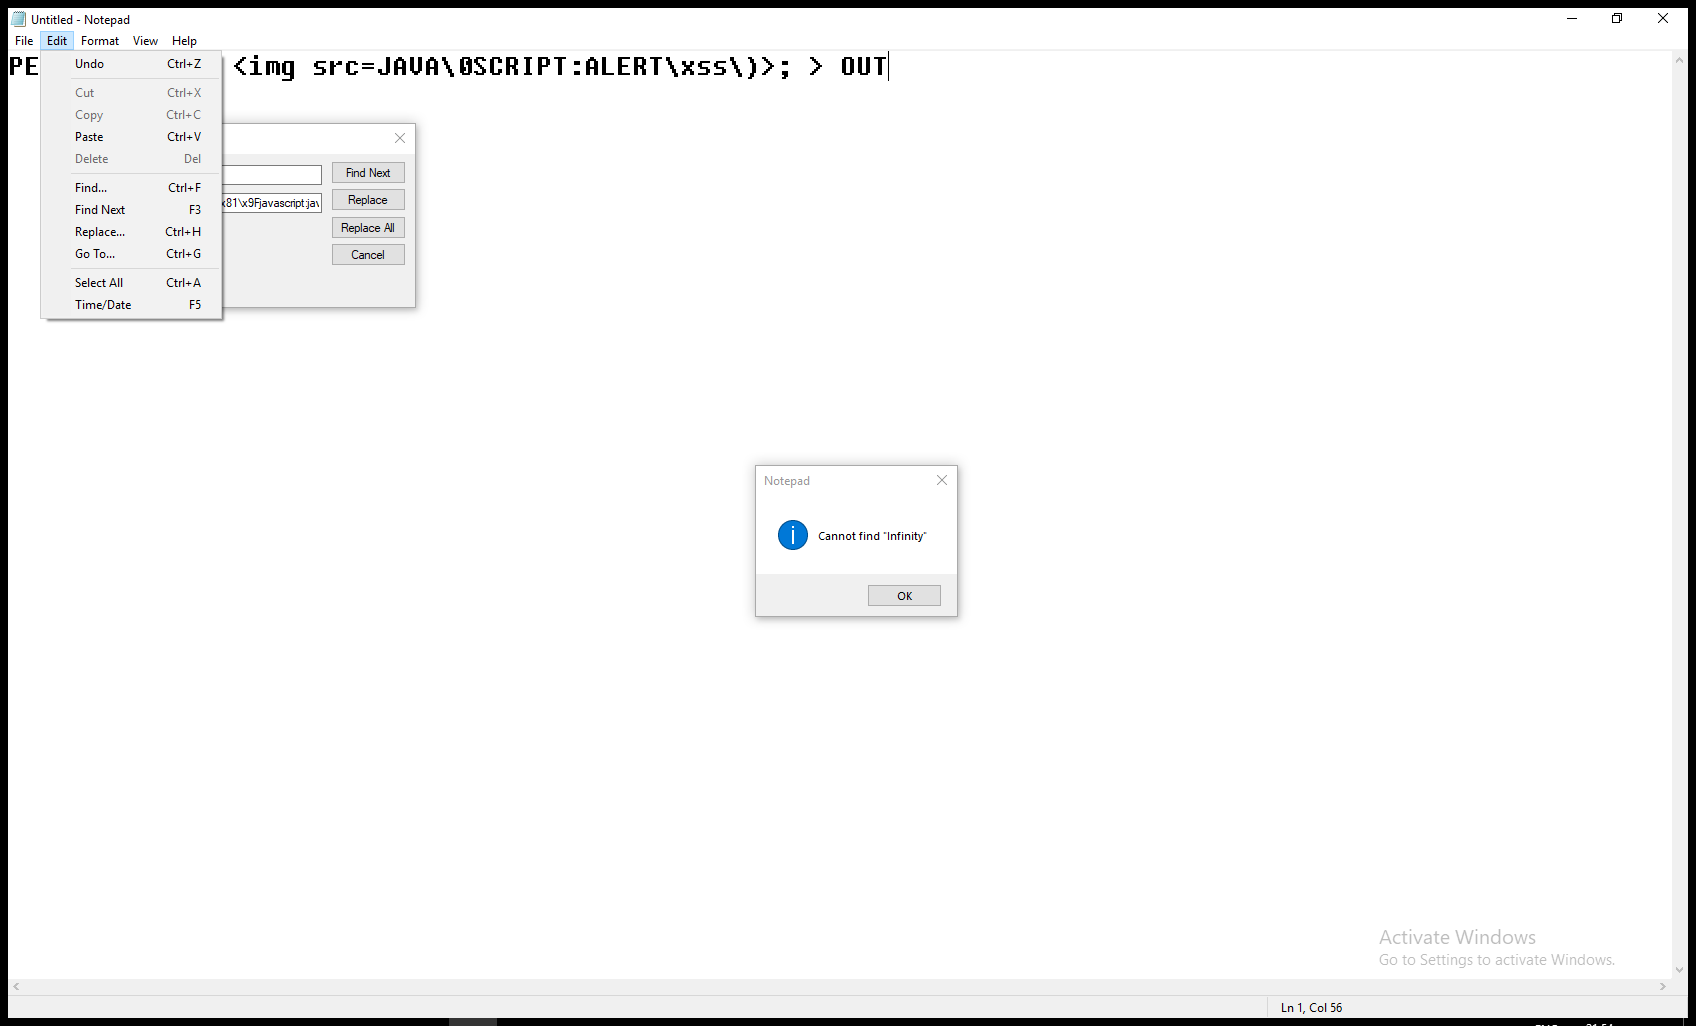 Untitled - Notepad
File Edit Format View Help
PE <img src=JAVA\0SCRIPT:ALERT\xss\)>; > OUT
Undo Ctrl+Z
Cut Ctrl+X
Copy Ctrl+C
Paste Ctrl+V
Delete Del
Find... Ctrl+F
Find Next F3
Replace... Ctrl+H
Go To... Ctrl+G
Select All Ctrl+A
Time/Date F5
Find Next
x81\x9Fjavascript:jav
Replace
Replace All
Cancel
Notepad
Cannot find "Infinity"
OK
Activate Windows
Go to Settings to activate Windows.
Ln 1, Col 56